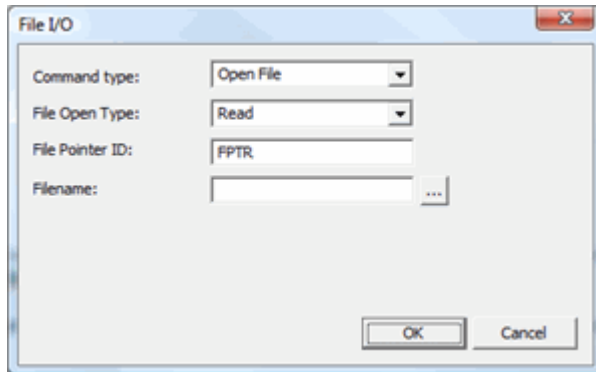 File I/O
Command type: Open File
File Open Type: Read
File Pointer ID: FPTR
Filename: ...
OK Cancel